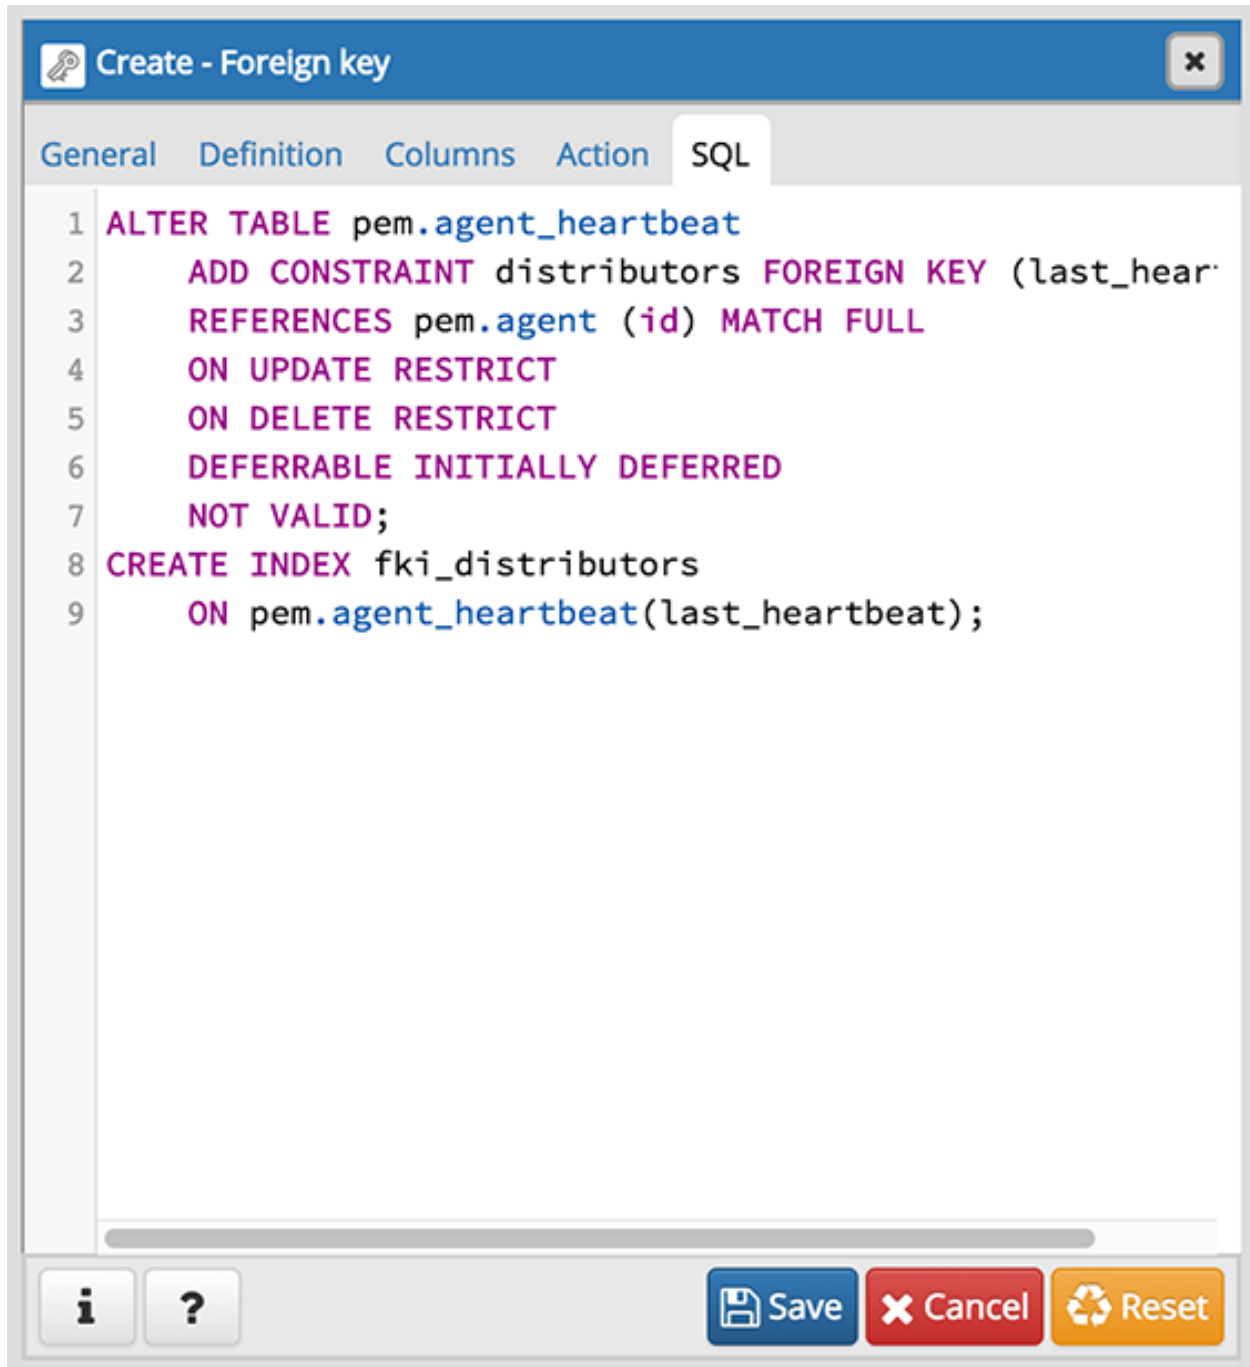 Create - Foreign key
General Definition Columns Action SQL
1 ALTER TABLE pem.agent_heartbeat
2 ADD CONSTRAINT distributors FOREIGN KEY
3 REFERENCES pem.agent (id) MATCH FULL
4 ON UPDATE RESTRICT
5 ON DELETE RESTRICT
6 DEFERRABLE INITIALLY DEFERRED
7 NOT VALID;
8 CREATE INDEX fki_distributors
9 ON pem.agent_heartbeat(last_heartbeat);
i ? Save Cancel Reset